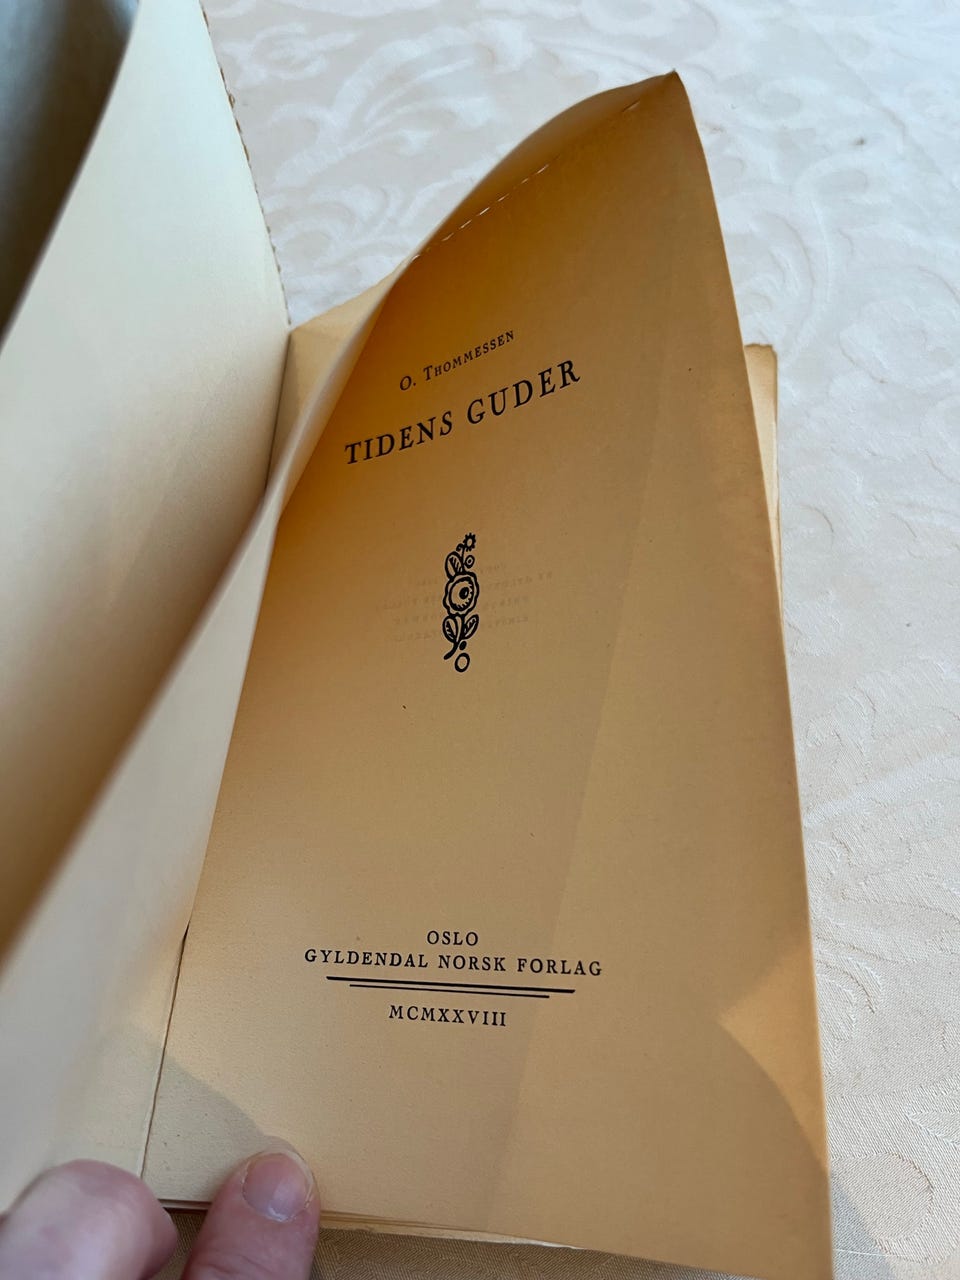 O. THOMMESSEN
TIDENS GUDER
OSLO
GYLDENDAL NORSK FORLAG
MCMXXVIII